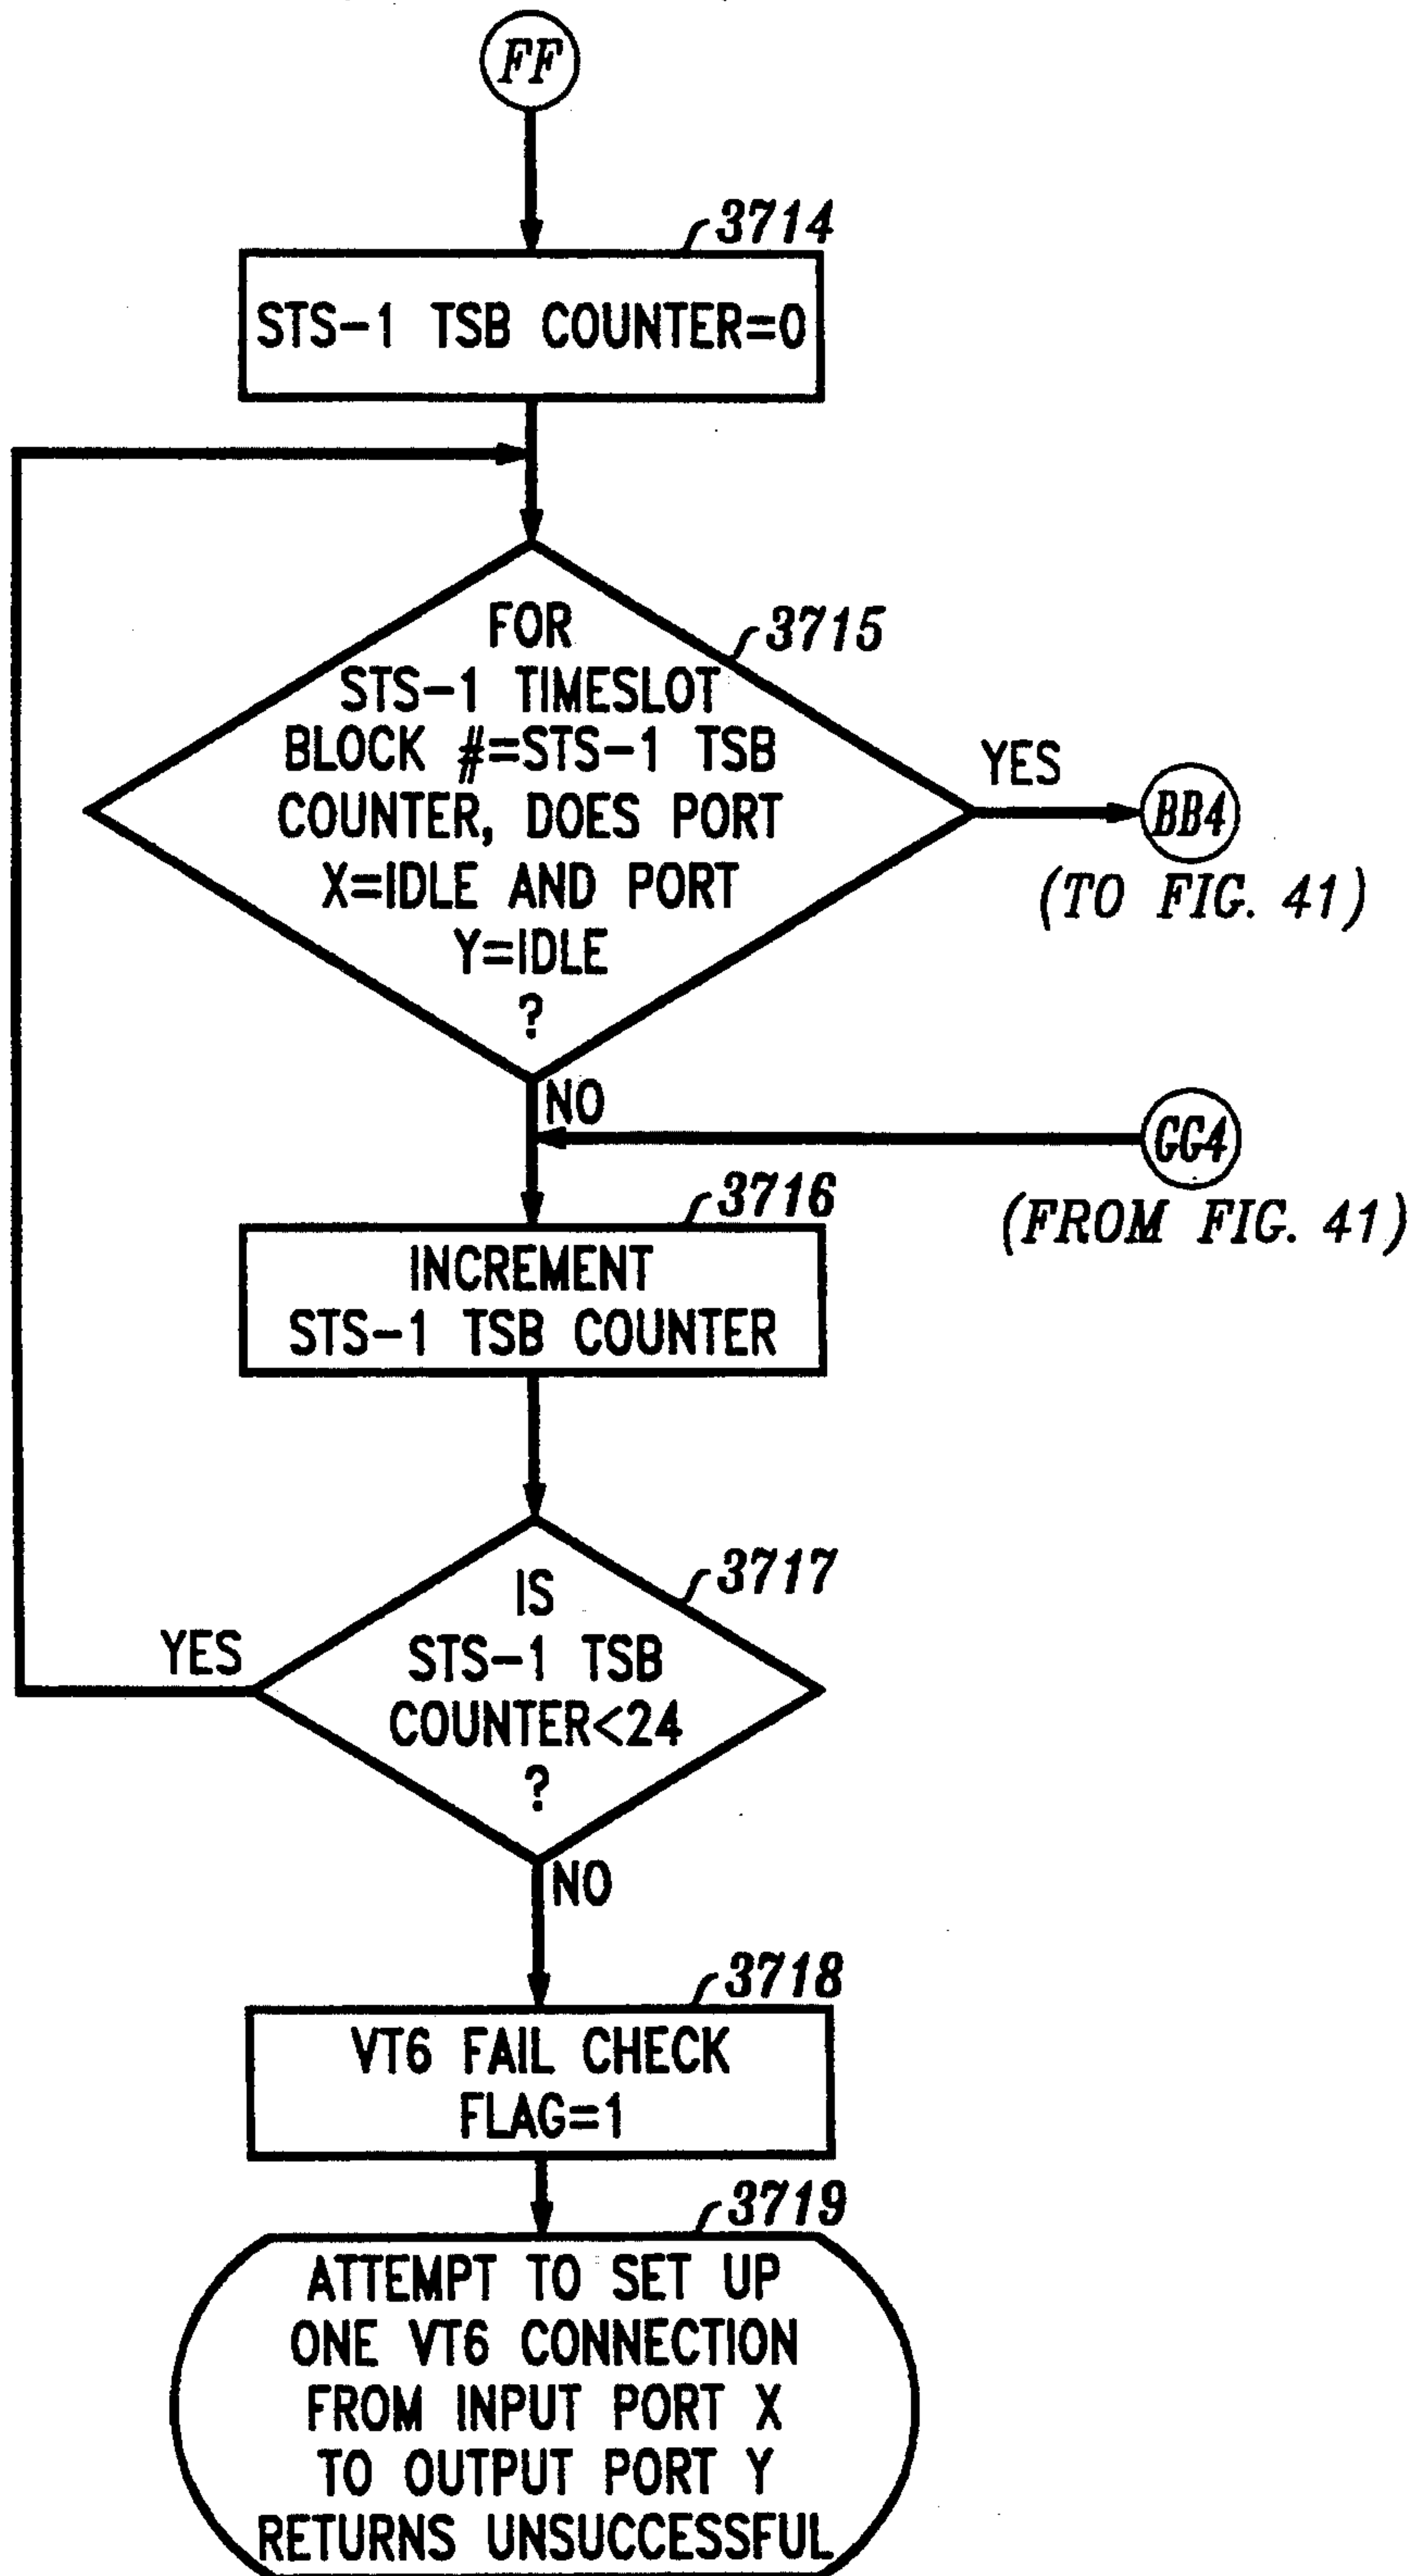 FF
3714
STS-1 TSB COUNTER=0
3715
FOR
STS-1 TIMESLOT
BLOCK #=STS-1 TSB
COUNTER, DOES PORT
X=IDLE AND PORT
Y=IDLE
?
YES
BB4
(TO FIG. 41)
NO
GG4
(FROM FIG. 41)
3716
INCREMENT
STS-1 TSB COUNTER
3717
IS
STS-1 TSB
COUNTER<24
?
YES
NO
3718
VT6 FAIL CHECK
FLAG=1
3719
ATTEMPT TO SET UP
ONE VT6 CONNECTION
FROM INPUT PORT X
TO OUTPUT PORT Y
RETURNS UNSUCCESSFUL